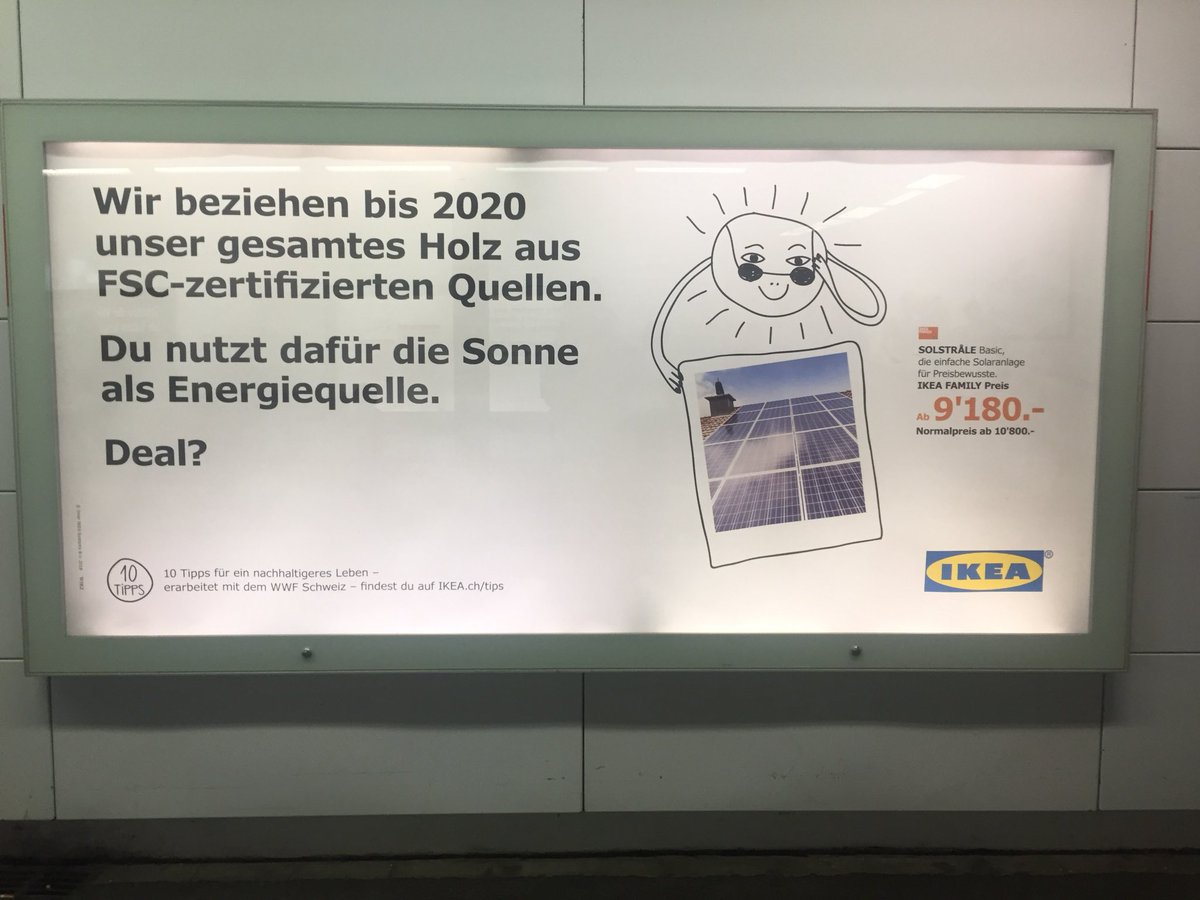 Wir beziehen bis 2020
unser gesamtes Holz aus
FSC-zertifizierten Quellen.
Du nutzt dafür die Sonne
als Energiequelle.
Deal?
SOLSTRÅLE Basic,
die einfache Solaranlage
für Preisbewusste.
IKEA FAMILY Preis
Ab 9'180.-
Normalpreis ab 10'800.-
10 TIPPS
10 Tipps für ein nachhaltigeres Leben –
erarbeitet mit dem WWF Schweiz – findest du auf IKEA.ch/tips
IKEA®